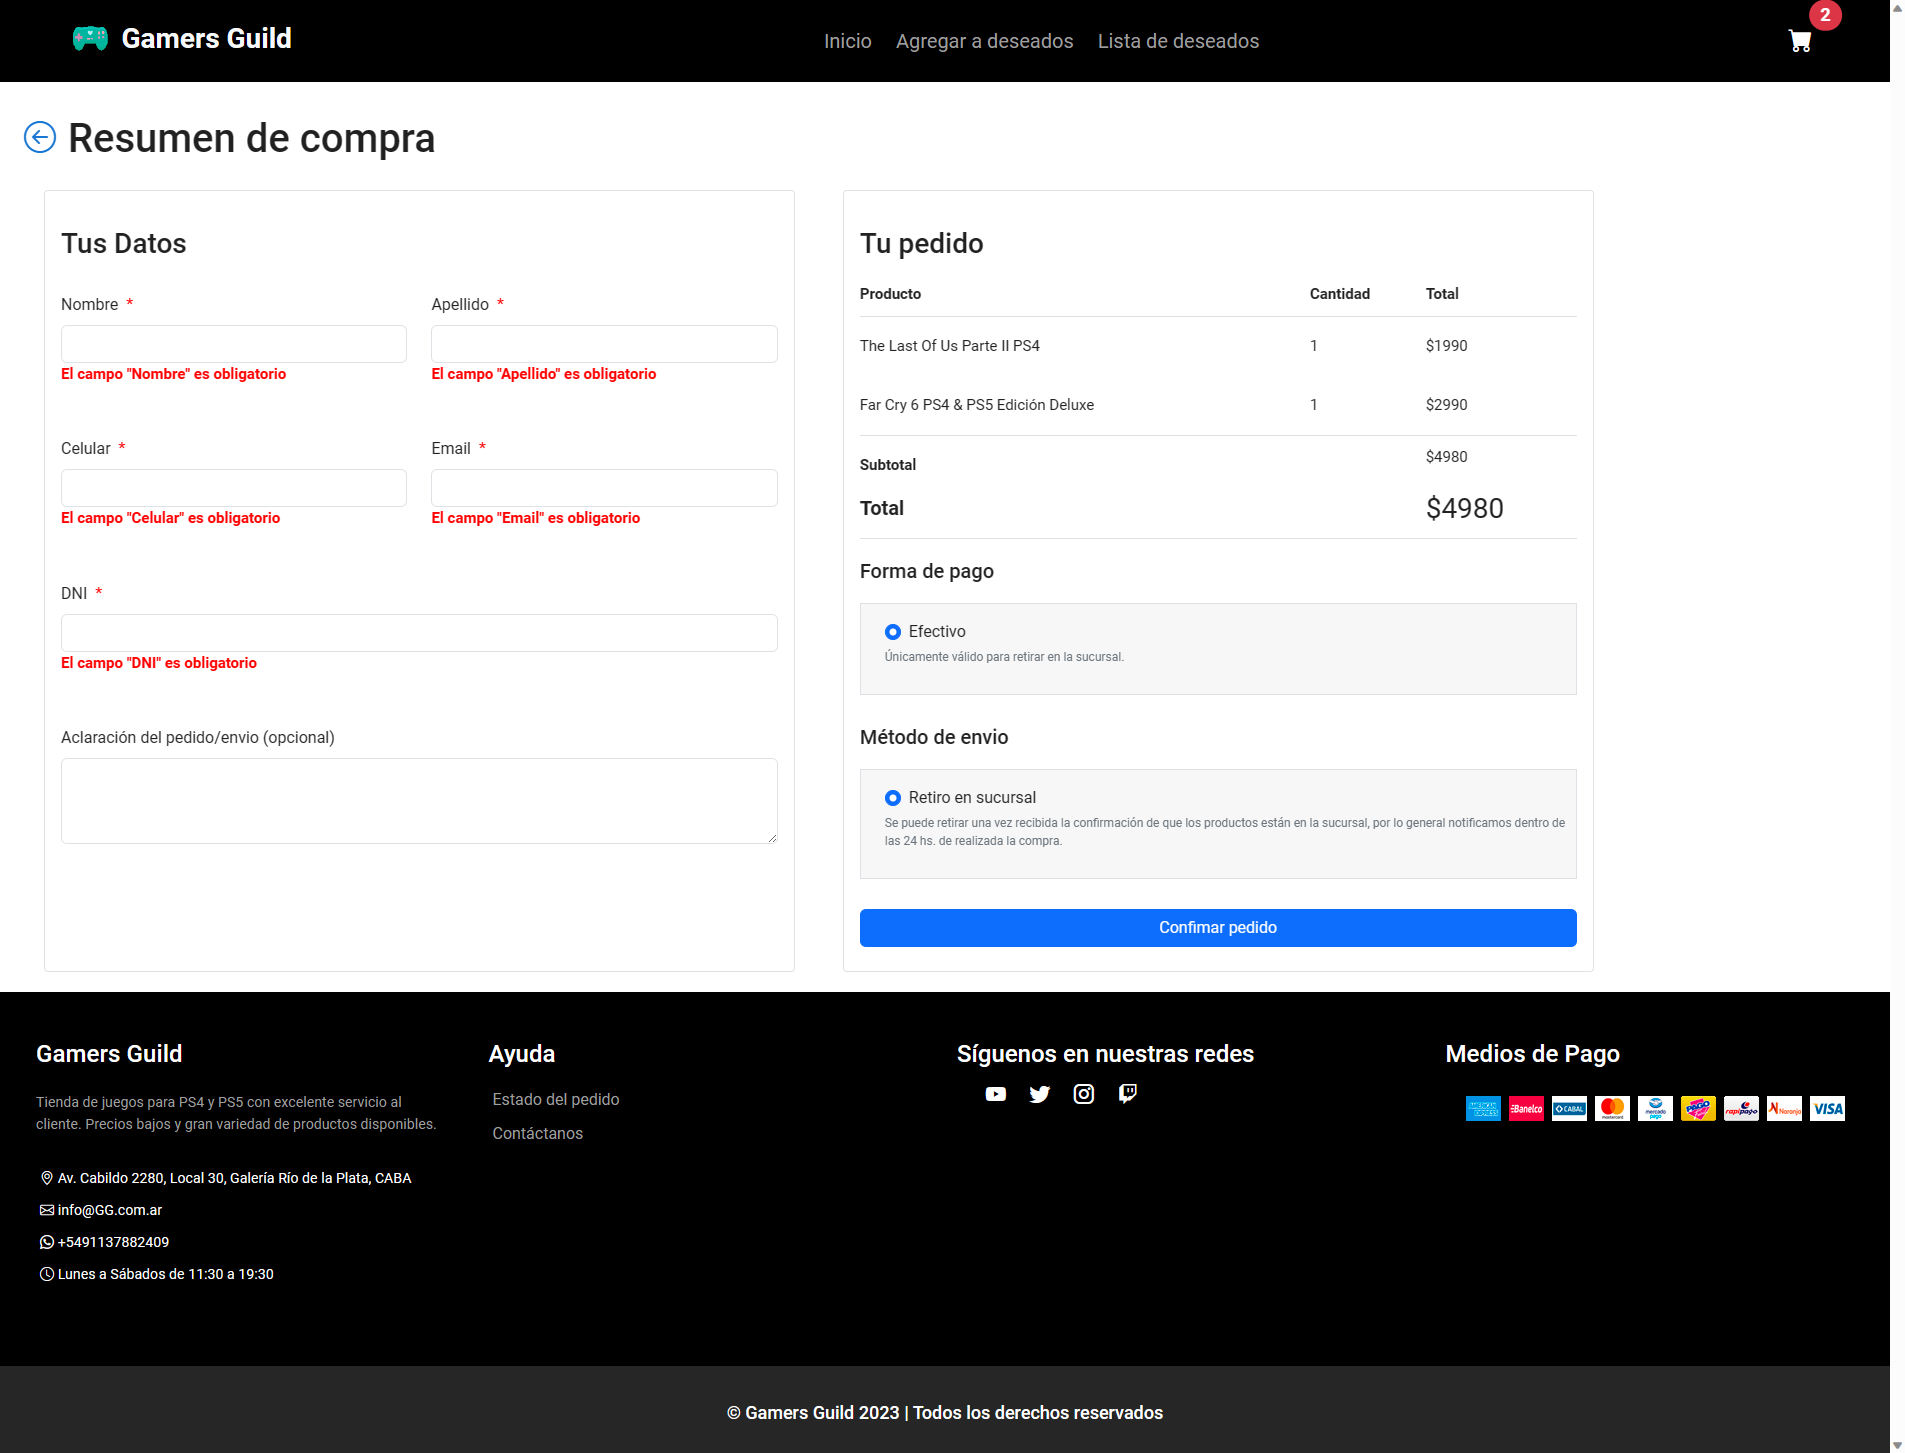 Gamers Guild
Inicio
Agregar a deseados
Lista de deseados
2
Resumen de compra
Tus Datos
Nombre *
Apellido *
El campo "Nombre" es obligatorio
El campo "Apellido" es obligatorio
Celular *
Email *
El campo "Celular" es obligatorio
El campo "Email" es obligatorio
DNI *
El campo "DNI" es obligatorio
Aclaración del pedido/envio (opcional)
Tu pedido
Producto Cantidad Total
The Last Of Us Parte II PS4 1 $1990
Far Cry 6 PS4 & PS5 Edición Deluxe 1 $2990
Subtotal $4980
Total $4980
Forma de pago
Efectivo
Únicamente válido para retirar en la sucursal.
Método de envio
Retiro en sucursal
Se puede retirar una vez recibida la confirmación de que los productos están en la sucursal, por lo general notificamos dentro de
las 24 hs. de realizada la compra.
Confimar pedido
Gamers Guild
Tienda de juegos para PS4 y PS5 con excelente servicio al
cliente. Precios bajos y gran variedad de productos disponibles.
Av. Cabildo 2280, Local 30, Galería Río de la Plata, CABA
info@GG.com.ar
+5491137882409
Lunes a Sábados de 11:30 a 19:30
Ayuda
Estado del pedido
Contáctanos
Síguenos en nuestras redes
Medios de Pago
AMERICAN EXPRESS
Banelco
CABAL
mastercard
mercado pago
PAGO
rapipago
Naranja
VISA
© Gamers Guild 2023 | Todos los derechos reservados